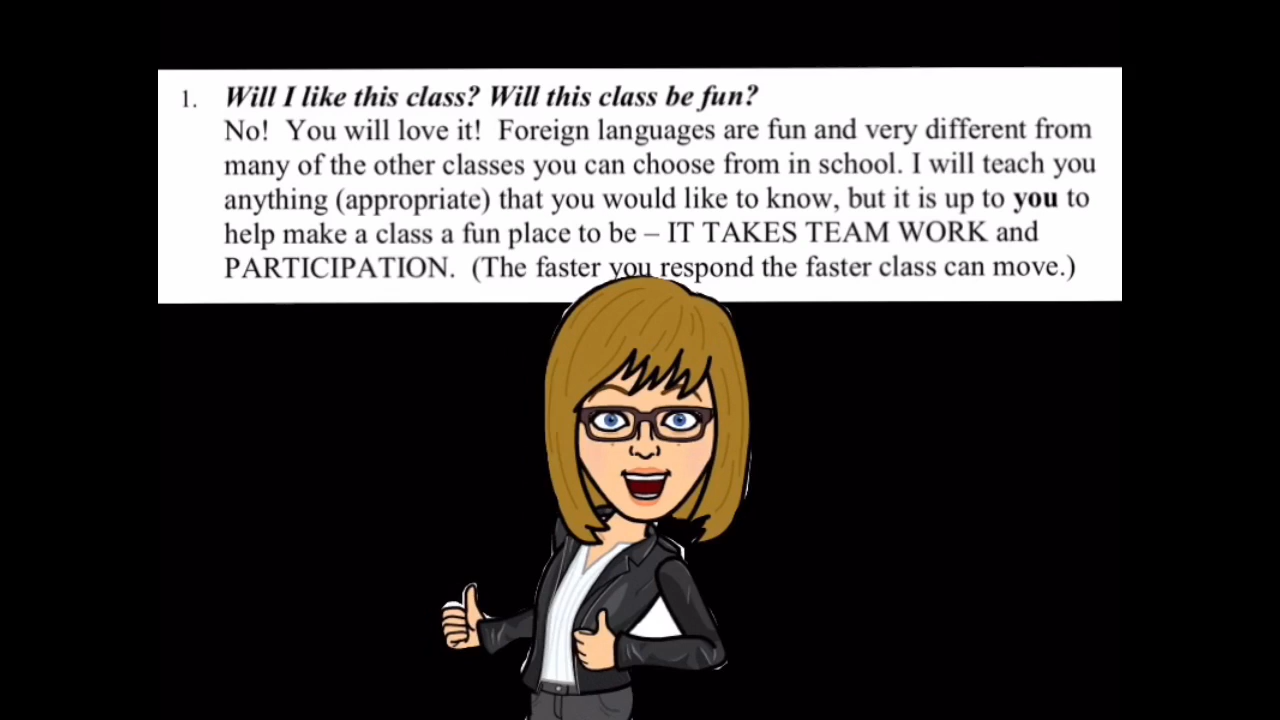 1. Will I like this class? Will this class be fun?
No! You will love it! Foreign languages are fun and very different from
many of the other classes you can choose from in school. I will teach you
anything (appropriate) that you would like to know, but it is up to you to
help make a class a fun place to be – IT TAKES TEAM WORK and
PARTICIPATION. (The faster you respond the faster class can move.)